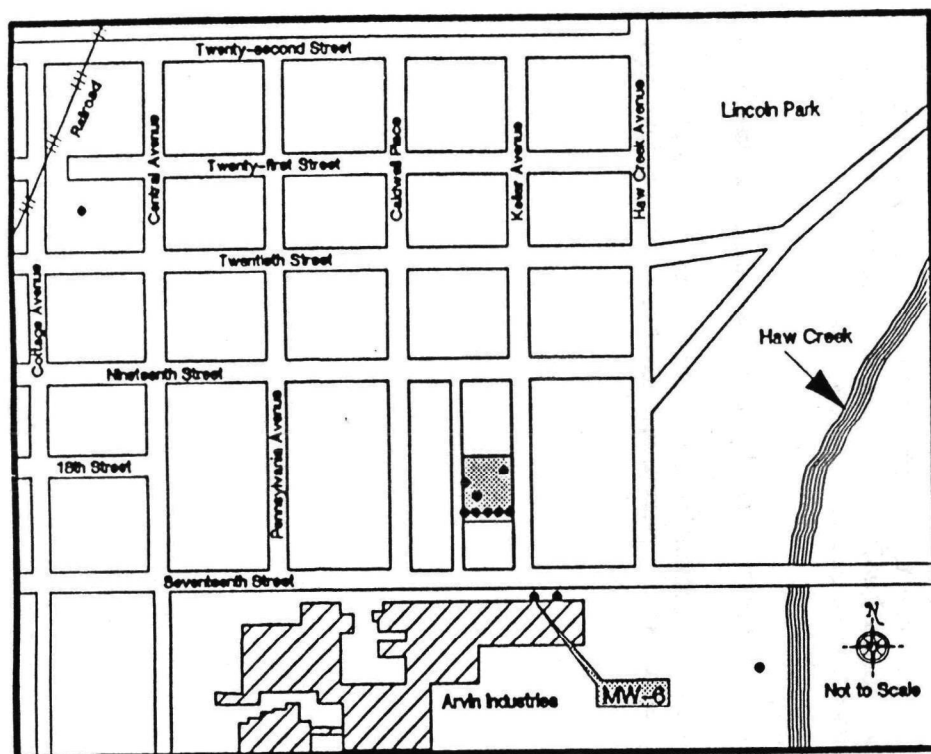 Twenty-second Street
Railroad
Lincoln Park
Central Avenue
Twenty-first Street
Caldwell Place
Keller Avenue
Haw Creek Avenue
Twentieth Street
Cottage Avenue
Haw Creek
Nineteenth Street
Pennsylvania Avenue
18th Street
Seventeenth Street
N
Arvin Industries
MW-6
Not to Scale